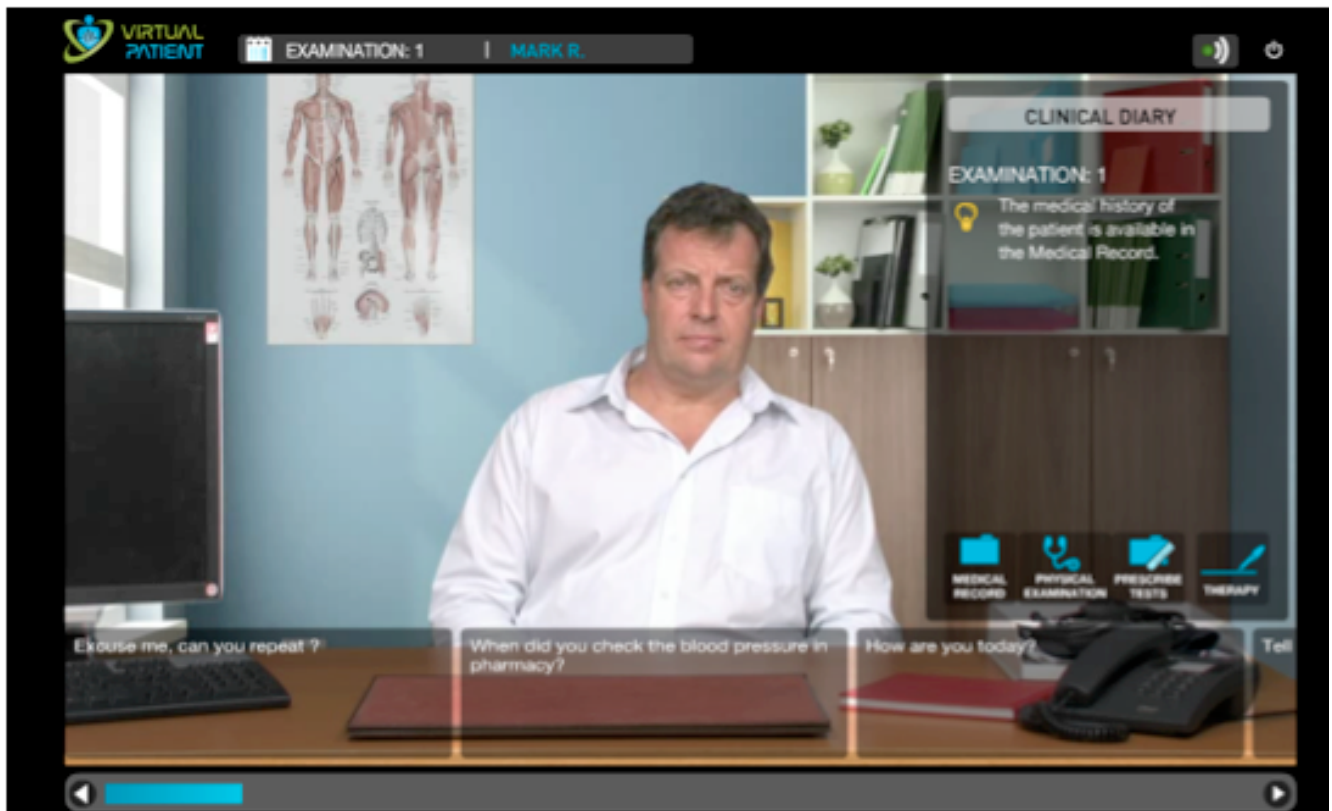 VIRTUAL
PATIENT
EXAMINATION: 1 | MARK R.
CLINICAL DIARY
EXAMINATION: 1
The medical history of
the patient is available in
the Medical Record.
MEDICAL
RECORD
PHYSICAL
EXAMINATION
PRESCRIBE
TESTS
THERAPY
Exouse me, can you repeat ?
When did you check the blood pressure in
pharmacy?
How are you today?
Tell